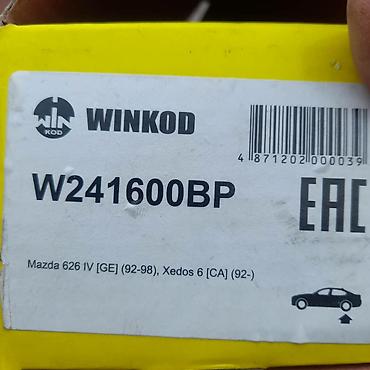 WIN
KOD
WINKOD
4 871202 000039
W241600BP
EAC
Mazda 626 IV [GE] (92-98), Xedos 6 [CA] (92-)